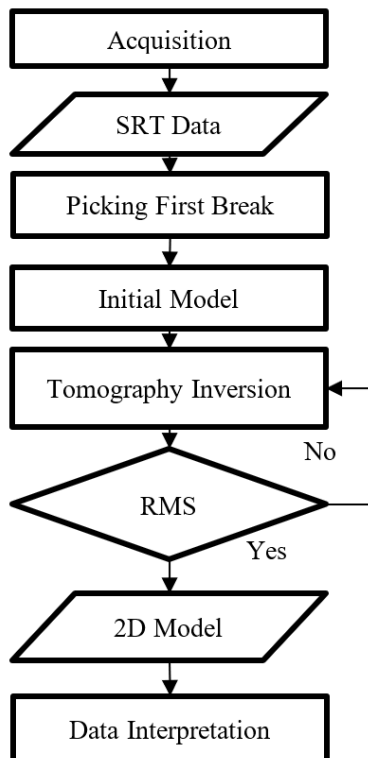 Acquisition
SRT Data
Picking First Break
Initial Model
Tomography Inversion
No
RMS
Yes
2D Model
Data Interpretation